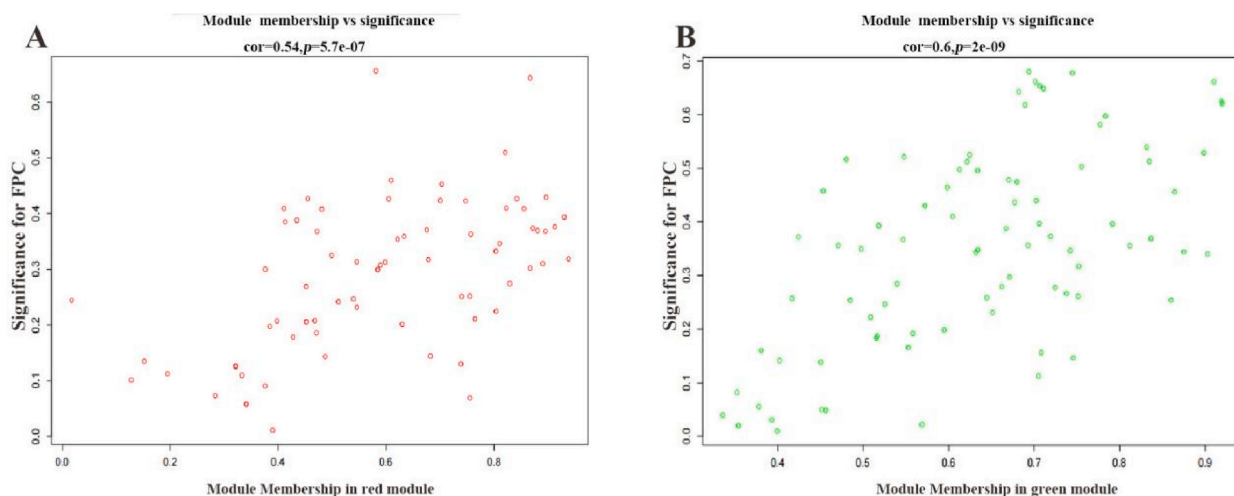 A
Module membership vs significance
cor=0.54,p=5.7e-07
Significance for FPC
0.6
0.5
0.4
0.3
0.2
0.1
0.0
0.0 0.2 0.4 0.6 0.8
Module Membership in red module
B
Module membership vs significance
cor=0.6,p=2e-09
Significance for FPC
0.7
0.6
0.5
0.4
0.3
0.2
0.1
0.0
0.4 0.5 0.6 0.7 0.8 0.9
Module Membership in green module